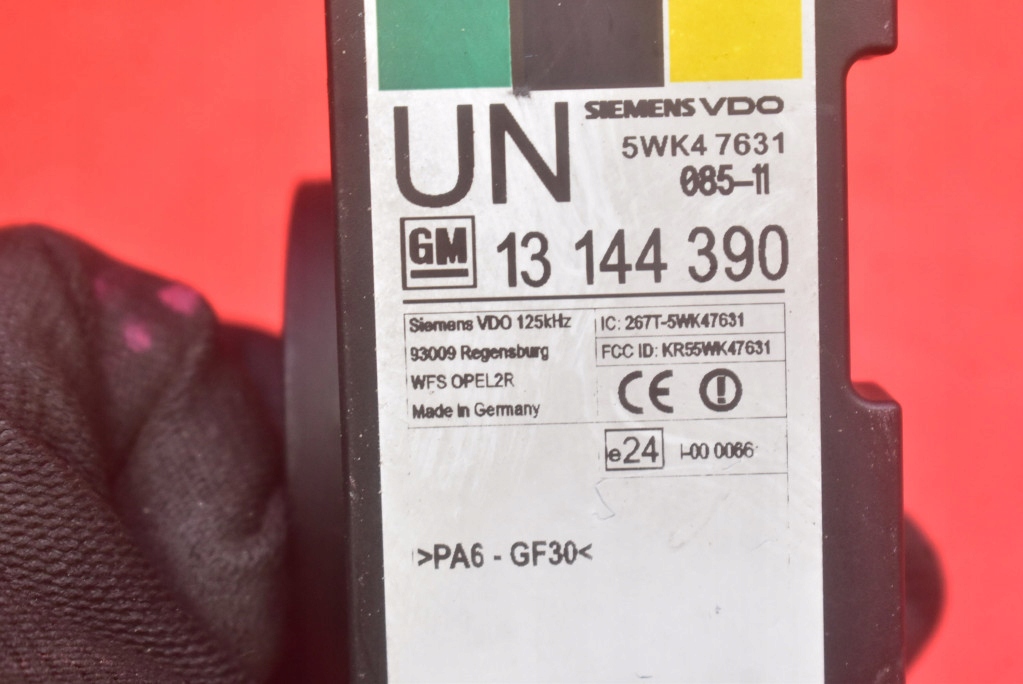 UN
SIEMENS VDO
5WK4 7631
085-11
GM 13 144 390
Siemens VDO 125kHz
93009 Regensburg
WFS OPEL2R
Made in Germany
IC: 267T-5WK47631
FCC ID: KR55WK47631
CE
e24 I-00 0066
>PA6 - GF30<